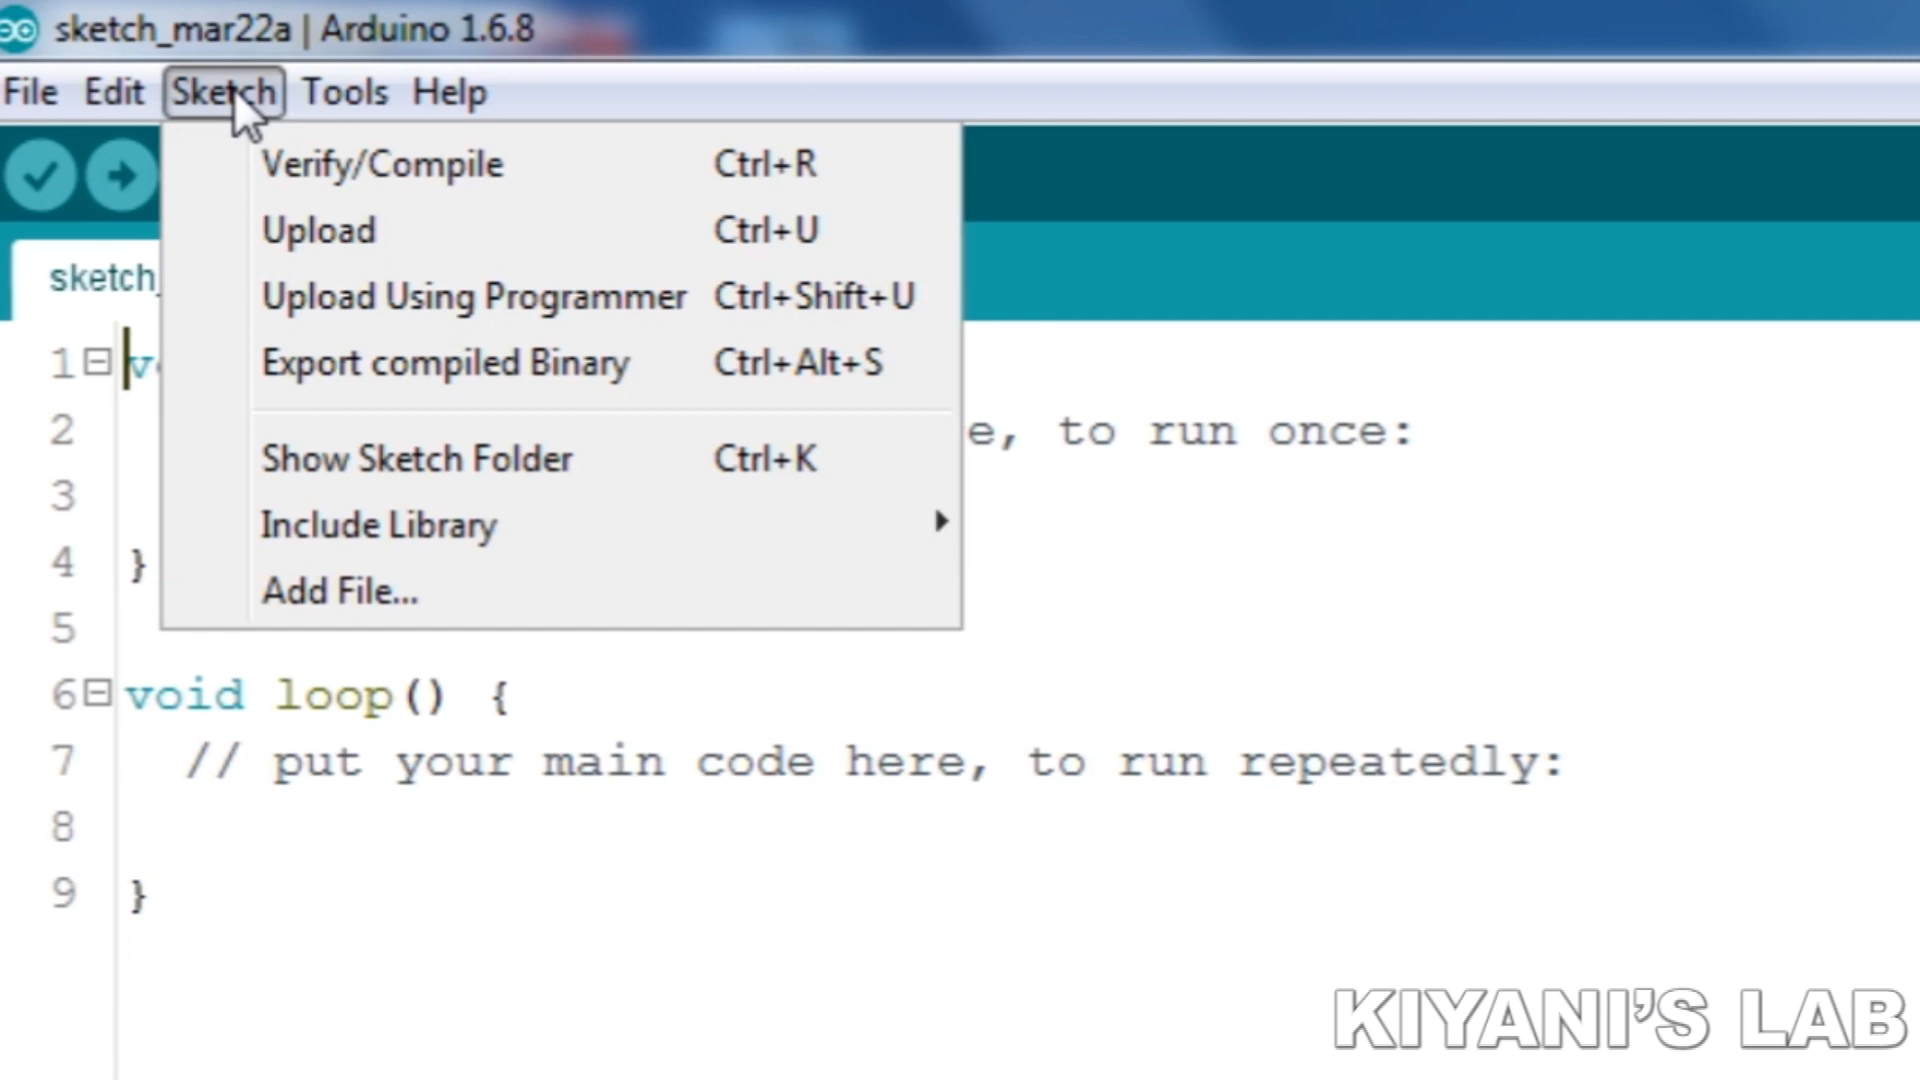 sketch_mar22a | Arduino 1.6.8
File Edit Sketch Tools Help
Verify/Compile Ctrl+R
Upload Ctrl+U
Upload Using Programmer Ctrl+Shift+U
Export compiled Binary Ctrl+Alt+S
Show Sketch Folder Ctrl+K
Include Library
Add File...
sketch_
1 v
2 e, to run once:
3
4 }
5
6 void loop() {
7 // put your main code here, to run repeatedly:
8
9 }
KIYANI'S LAB